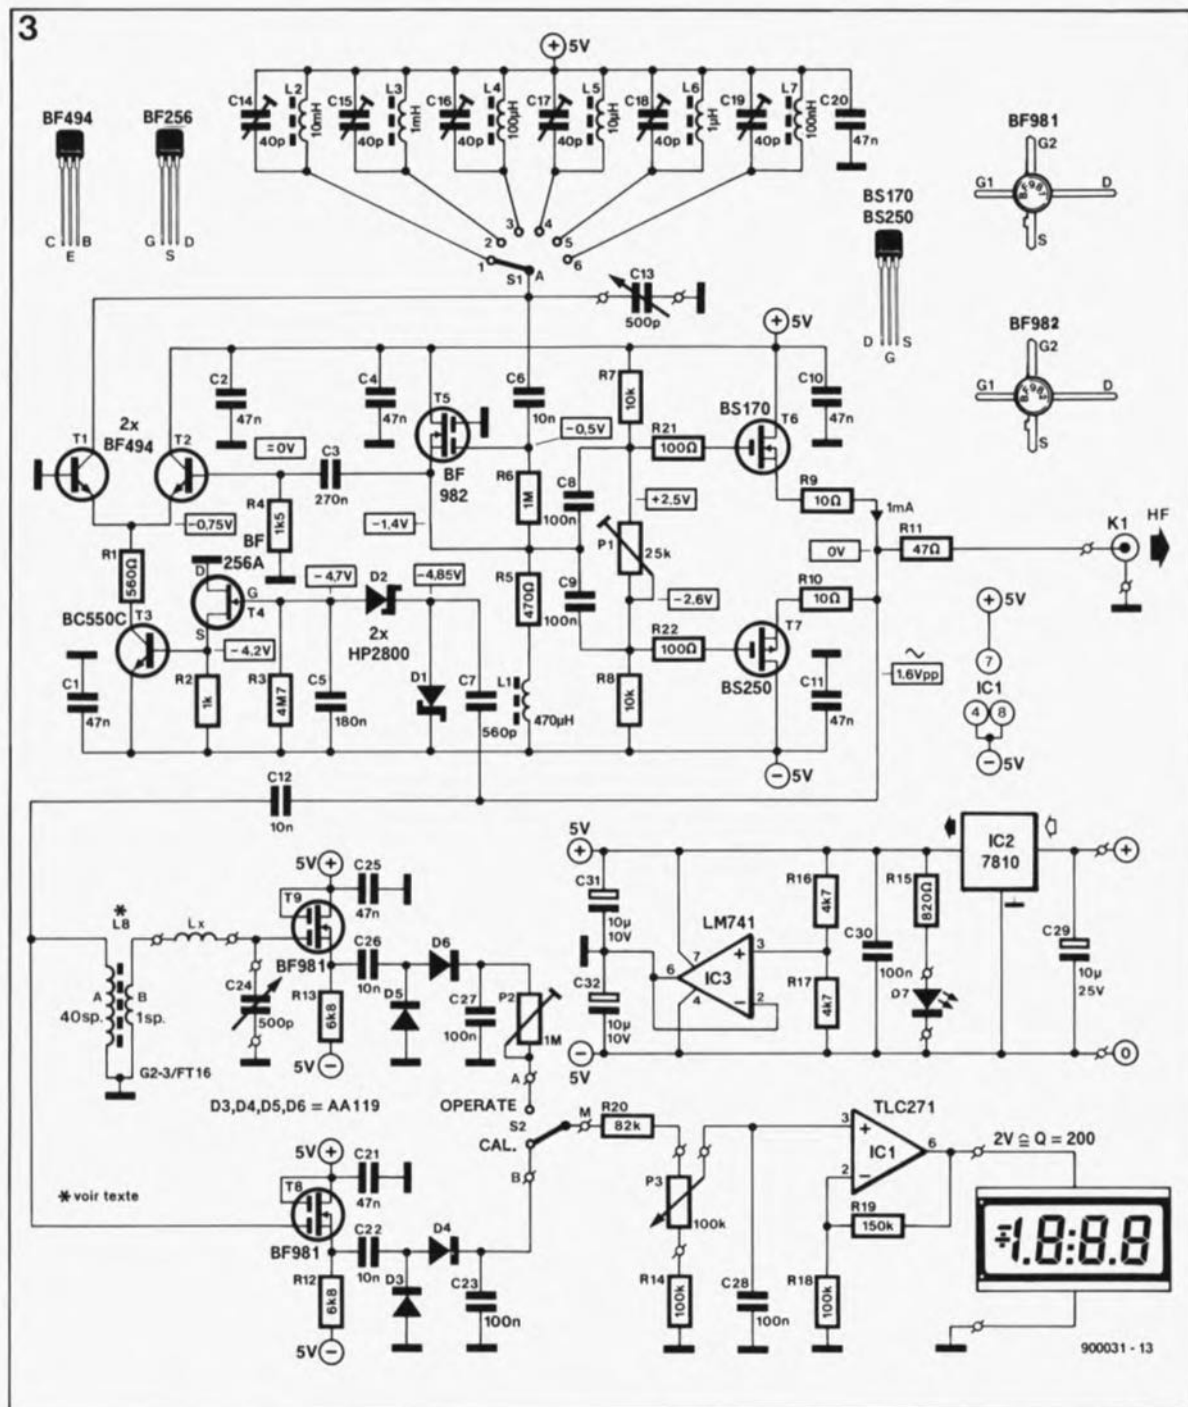 3
+ 5V
C14 L2 C15 L3 C16 L4 C17 L5 C18 L6 C19 L7 C20
40p 10mH 40p 1mH 40p 100µH 40p 10µH 40p 1µH 40p 100nH 47n
BF494 BF256
C E B G S D
BF981
G2
G1 D
S
BS170
BS250
D G S
BF982
G2
G1 D
S
1 2 3 4 5 6
S1 A
C13
500p
+ 5V
C2
47n
C4
47n
T5
BF
982
C6
10n
R7
10k
C10
47n
2x
BF494
T1 T2
=0V
C3
270n
-0,5V
R21
100Ω
BS170
T6
-0,75V
R4
1k5
-1,4V
R6
1M
C8
100n
+2.5V
R9
10Ω
1mA
R1
560Ω
BF
256A
D
G
S
T4
-4,7V
D2
-4,85V
P1
25k
0V
R11
47Ω
K1
HF
BC550C
T3
-4,2V
2x
HP2800
R5
470Ω
C9
100n
-2.6V
R10
10Ω
R22
100Ω
T7
BS250
C1
47n
R2
1k
R3
4M7
C5
180n
D1
C7
560p
L1
470µH
R8
10k
C11
47n
∼
1.6Vpp
+ 5V
7
IC1
4 8
− 5V
− 5V
C12
10n
5V +
C25
47n
T9
BF981
* L8
Lx
A B
40sp. 1sp.
G2-3/FT16
C24
500p
R13
6k8
5V −
C26
10n
D6
D5
C27
100n
P2
1M
A
D3,D4,D5,D6 = AA119
OPERATE
S2
CAL.
B
M
R20
82k
5V
+
C31
10µ
10V
C32
10µ
10V
−
5V
LM741
IC3
7 6 4 3 2
+
−
R16
4k7
R17
4k7
C30
100n
R15
820Ω
D7
IC2
7810
C29
10µ
25V
+
0
* voir texte
5V +
C21
47n
T8
BF981
C22
10n
D4
D3
C23
100n
R12
6k8
5V −
P3
100k
R14
100k
C28
100n
TLC271
IC1
3 +
2 −
6
R19
150k
R18
100k
2V ≙ Q = 200
1.8:8.8
900031 - 13